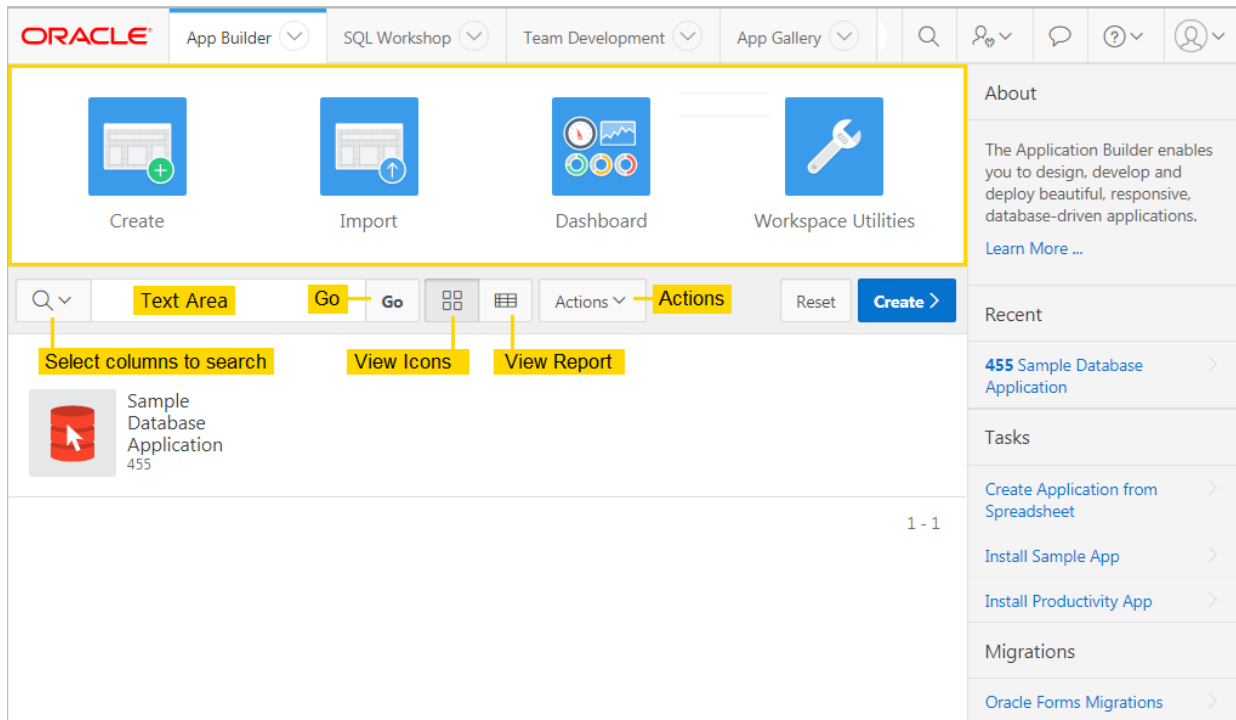 ORACLE
App Builder
SQL Workshop
Team Development
App Gallery
Create
Import
Dashboard
Workspace Utilities
Text Area
Go
Go
Actions
Actions
Reset
Create
Select columns to search
View Icons
View Report
Sample
Database
Application
455
1 - 1
About
The Application Builder enables
you to design, develop and
deploy beautiful, responsive,
database-driven applications.
Learn More ...
Recent
455 Sample Database
Application
Tasks
Create Application from
Spreadsheet
Install Sample App
Install Productivity App
Migrations
Oracle Forms Migrations